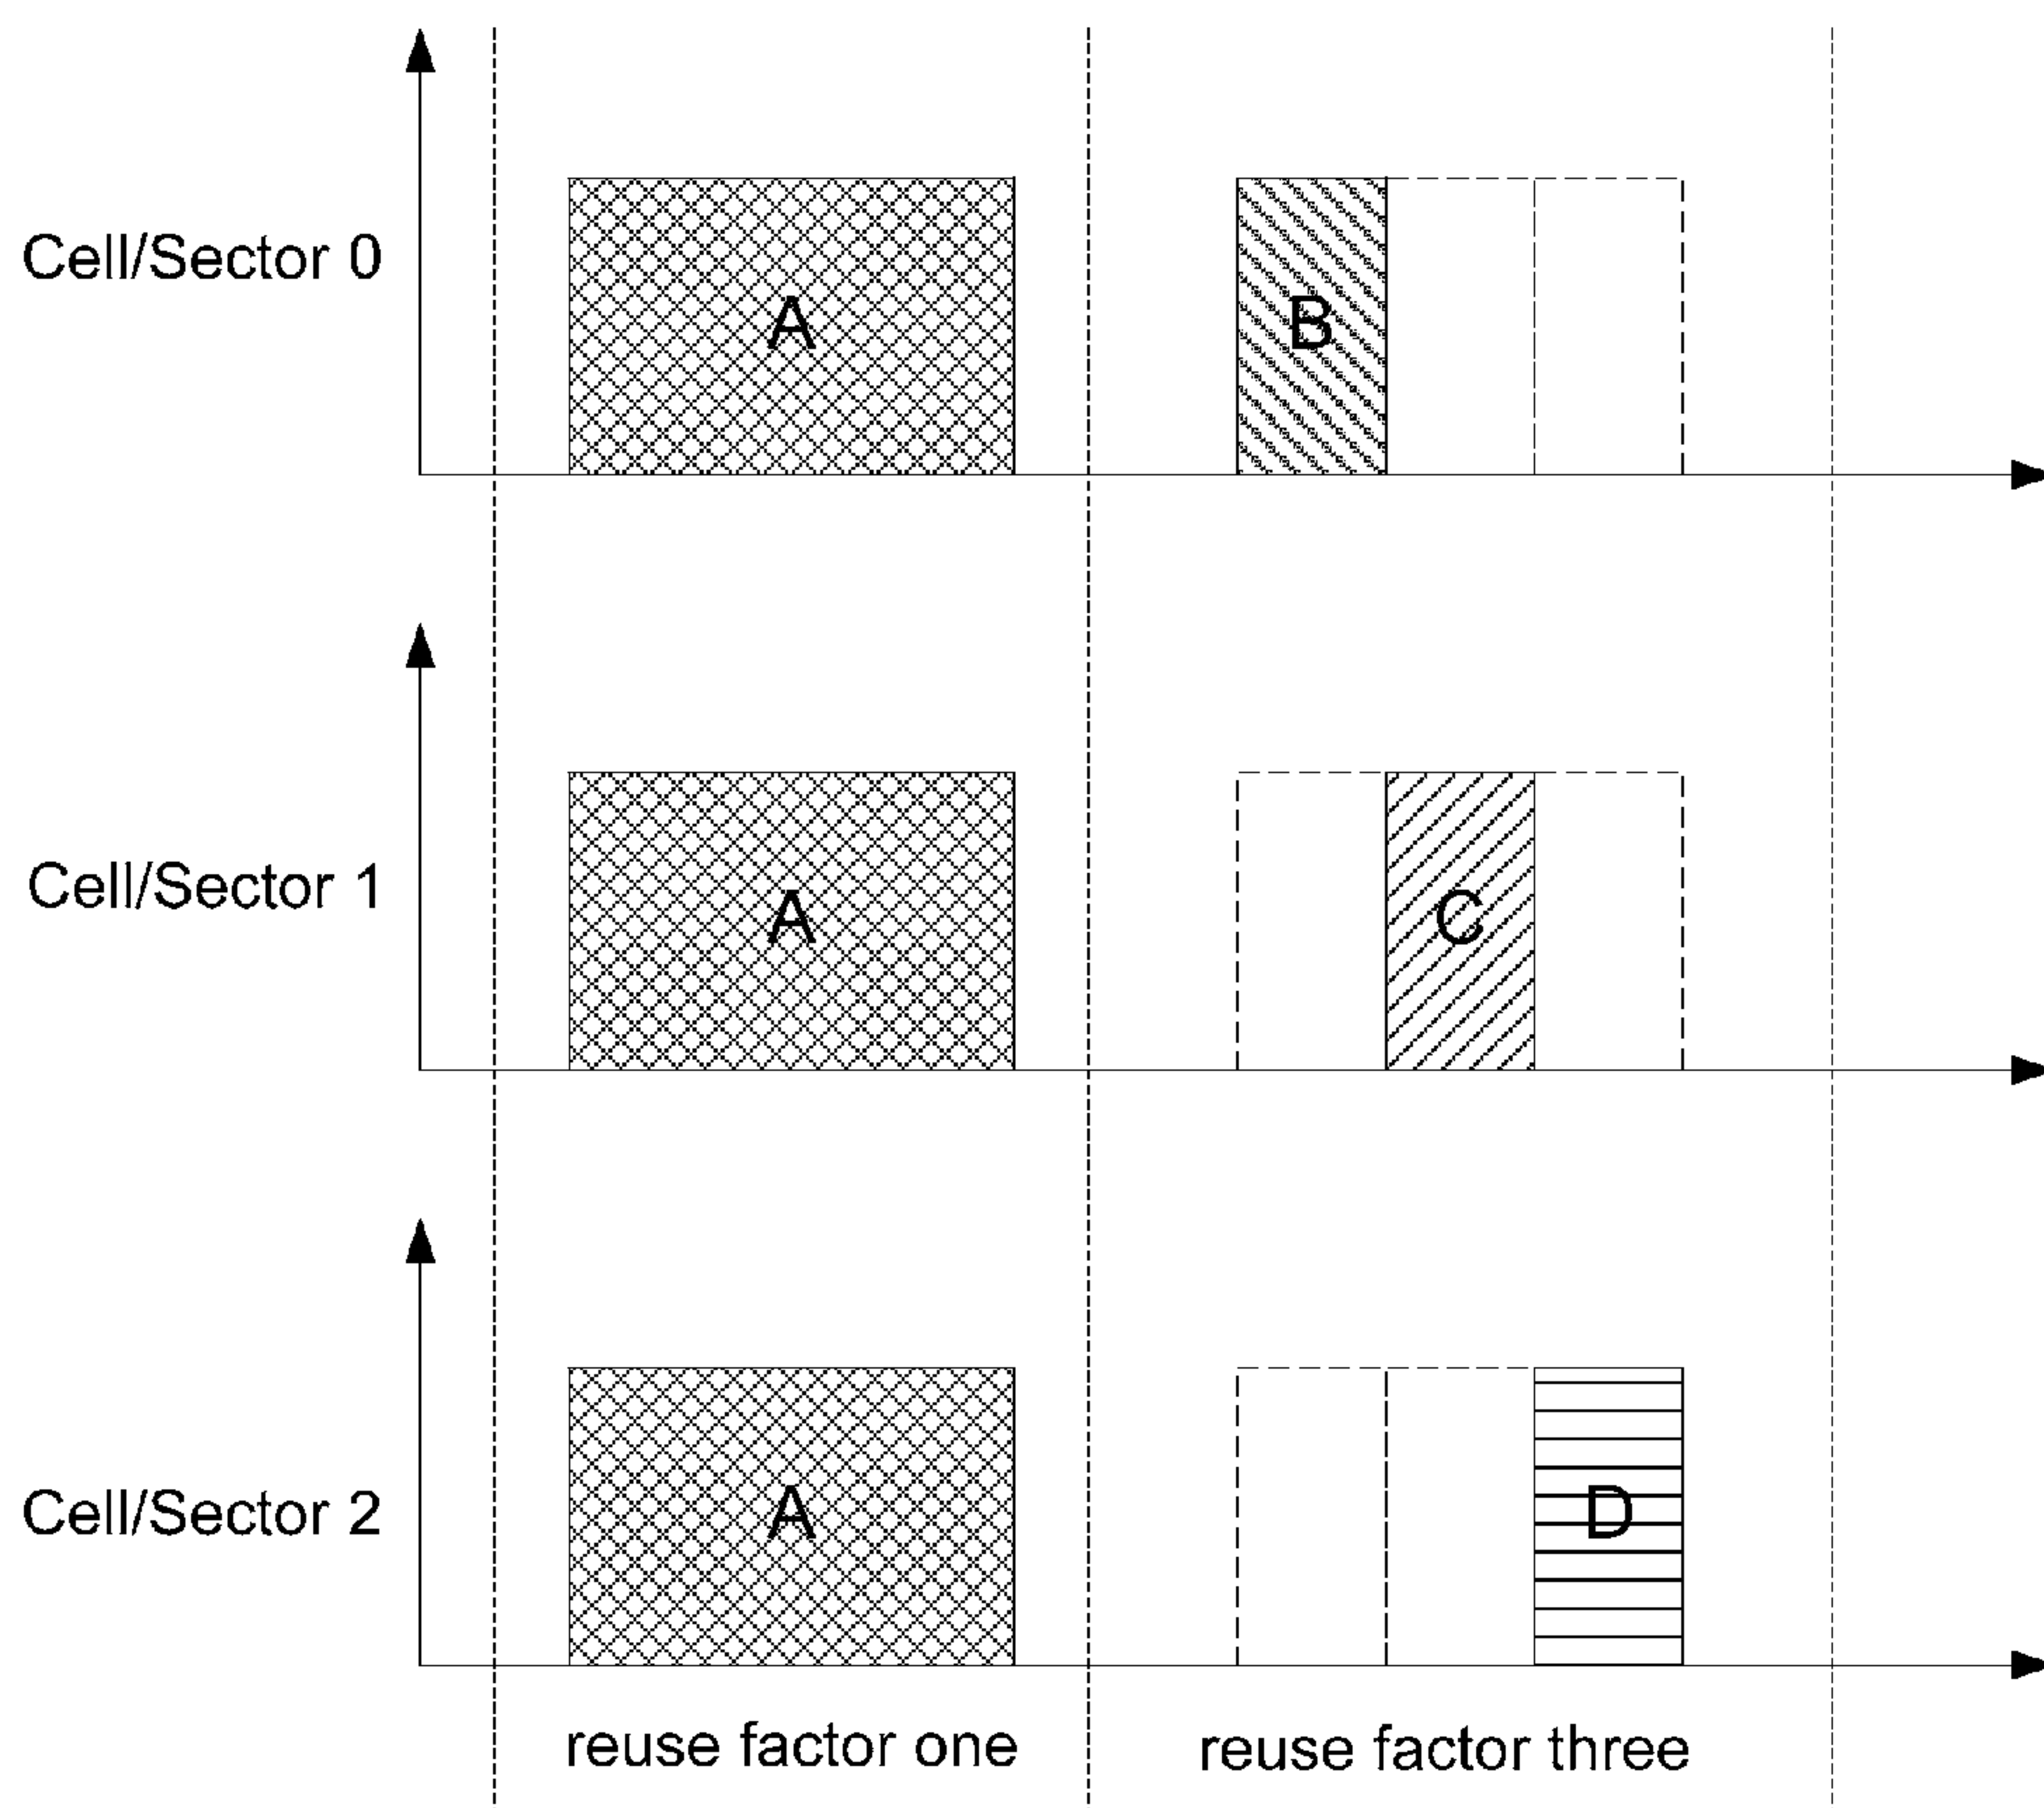 Cell/Sector 0
A
B
Cell/Sector 1
A
C
Cell/Sector 2
A
D
reuse factor one
reuse factor three